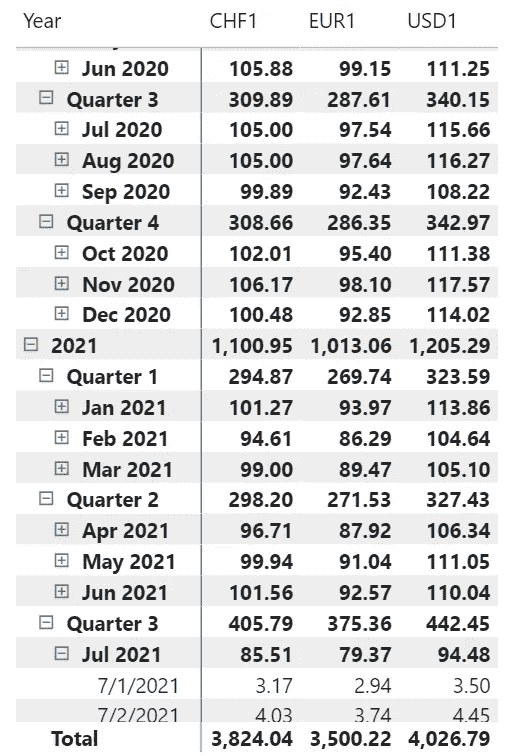 Year CHF1 EUR1 USD1
Jun 2020 105.88 99.15 111.25
Quarter 3 309.89 287.61 340.15
Jul 2020 105.00 97.54 115.66
Aug 2020 105.00 97.64 116.27
Sep 2020 99.89 92.43 108.22
Quarter 4 308.66 286.35 342.97
Oct 2020 102.01 95.40 111.38
Nov 2020 106.17 98.10 117.57
Dec 2020 100.48 92.85 114.02
2021 1,100.95 1,013.06 1,205.29
Quarter 1 294.87 269.74 323.59
Jan 2021 101.27 93.97 113.86
Feb 2021 94.61 86.29 104.64
Mar 2021 99.00 89.47 105.10
Quarter 2 298.20 271.53 327.43
Apr 2021 96.71 87.92 106.34
May 2021 99.94 91.04 111.05
Jun 2021 101.56 92.57 110.04
Quarter 3 405.79 375.36 442.45
Jul 2021 85.51 79.37 94.48
7/1/2021 3.17 2.94 3.50
7/2/2021 4.03 3.74 4.45
Total 3,824.04 3,500.22 4,026.79